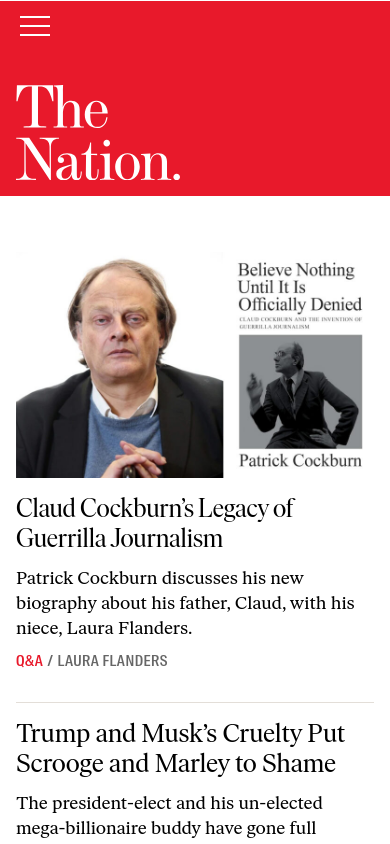 The
Nation.
Believe Nothing
Until It Is
Officially Denied
CLAUD COCKBURN AND THE INVENTION OF
GUERRILLA JOURNALISM
Patrick Cockburn
Claud Cockburn’s Legacy of
Guerrilla Journalism
Patrick Cockburn discusses his new
biography about his father, Claud, with his
niece, Laura Flanders.
Q&A / LAURA FLANDERS
Trump and Musk’s Cruelty Put
Scrooge and Marley to Shame
The president-elect and his un-elected
mega-billionaire buddy have gone full